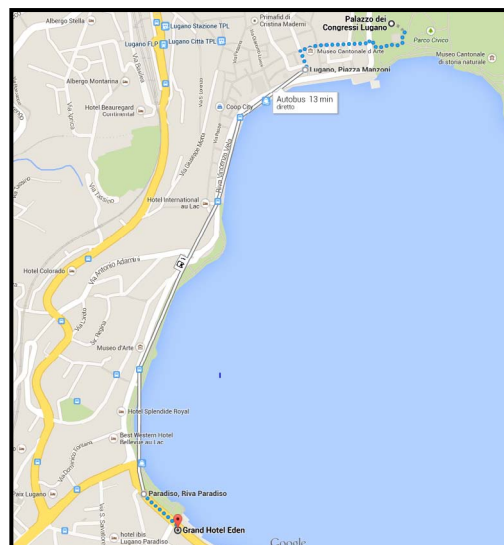 Albergo Stella
Lugano Stazione TPL
Lugano FLP
Lugano Città TPL
Primafid di
Cristina Maderni
Palazzo dei
Congressi Lugano
Parco Civico
Museo Cantonale d'Arte
Museo Cantonale
di storia naturale
Lugano, Piazza Manzoni
Albergo Montarina
Autobus 13 min
diretto
Hotel Beauregard
Continental
Coop City
Via Giuseppe Motta
Riva Vincenzo Vela
Via Tesserete
Hotel International
au Lac
Via Antonio Adamini
Hotel Colorado
Via Loreto
Museo d'Arte
Hotel Splendide Royal
Best Western Hotel
Bellevue au Lac
Paradiso, Riva Paradiso
Grand Hotel Eden
hotel ibis
Lugano Paradiso
Google